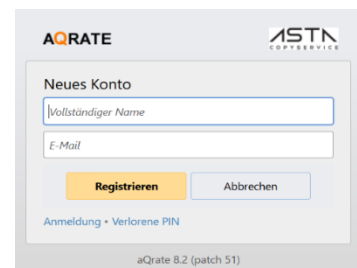 AQRATE
ASTA
COPYSERVICE
Neues Konto
Vollständiger Name
E-Mail
Registrieren
Abbrechen
Anmeldung • Verlorene PIN
aQrate 8.2 (patch 51)